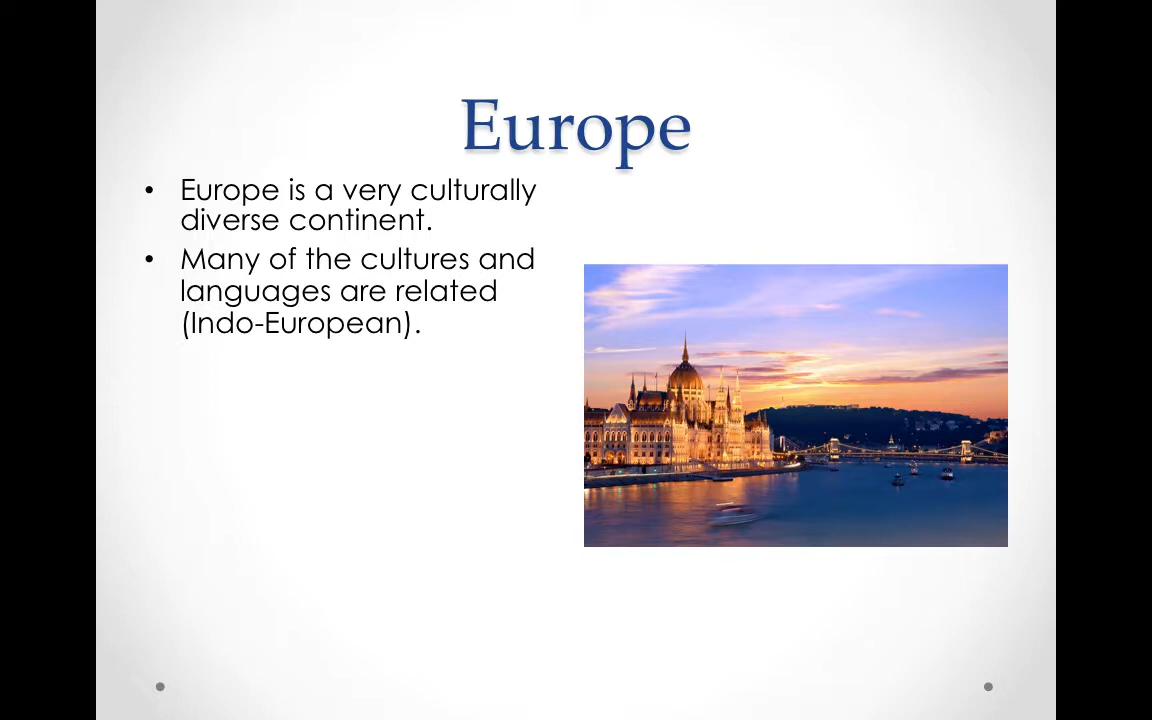 Europe
• Europe is a very culturally
diverse continent.
• Many of the cultures and
languages are related
(Indo-European).